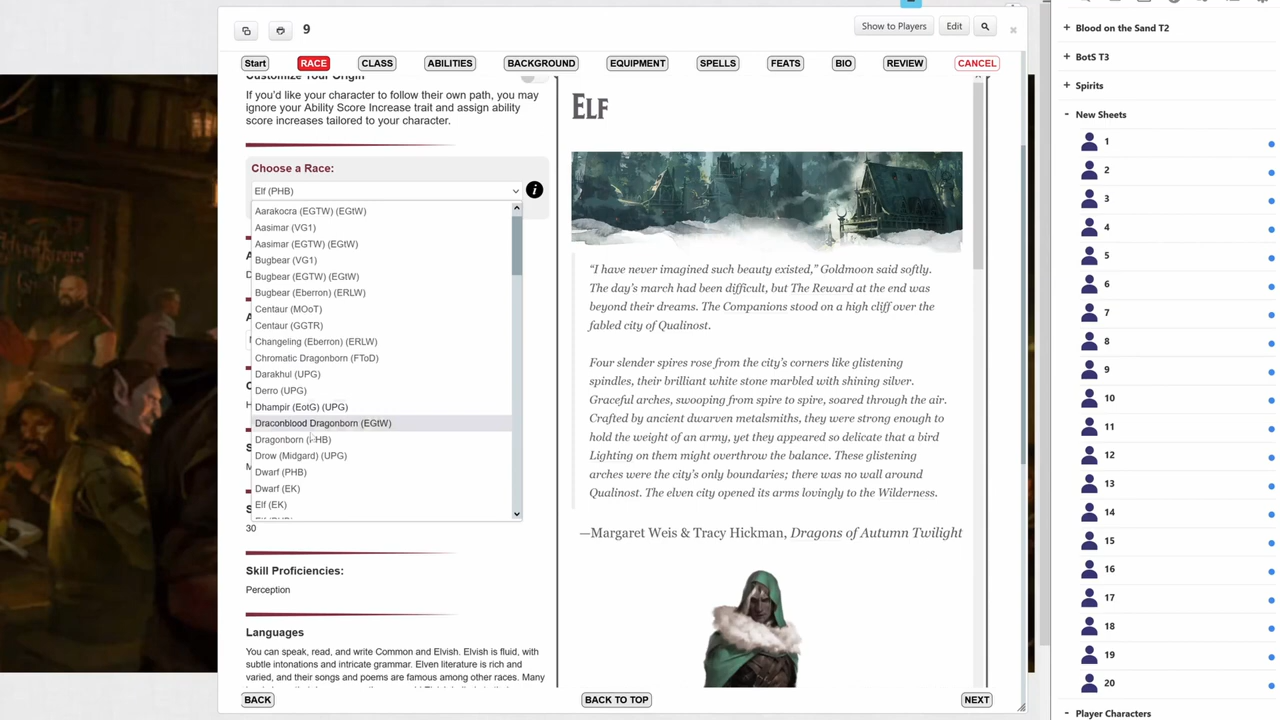 9
Show to Players
Edit
Start
RACE
CLASS
ABILITIES
BACKGROUND
EQUIPMENT
SPELLS
FEATS
BIO
REVIEW
CANCEL
Customize Your Origin
If you’d like your character to follow their own path, you may
ignore your Ability Score Increase trait and assign ability
score increases tailored to your character.
Choose a Race:
Elf (PHB)
Aarakocra (EGTW) (EGtW)
Aasimar (VG1)
Aasimar (EGTW) (EGtW)
Bugbear (VG1)
Bugbear (EGTW) (EGtW)
Bugbear (Eberron) (ERLW)
Centaur (MOoT)
Centaur (GGTR)
Changeling (Eberron) (ERLW)
Chromatic Dragonborn (FToD)
Darakhul (UPG)
Derro (UPG)
Dhampir (EotG) (UPG)
Draconblood Dragonborn (EGtW)
Dragonborn (PHB)
Drow (Midgard) (UPG)
Dwarf (PHB)
Dwarf (EK)
Elf (EK)
30
Skill Proficiencies:
Perception
Languages
You can speak, read, and write Common and Elvish. Elvish is fluid, with
subtle intonations and intricate grammar. Elven literature is rich and
varied, and their songs and poems are famous among other races. Many
BACK
BACK TO TOP
NEXT
Elf
“I have never imagined such beauty existed,” Goldmoon said softly.
The day’s march had been difficult, but The Reward at the end was
beyond their dreams. The Companions stood on a high cliff over the
fabled city of Qualinost.
Four slender spires rose from the city’s corners like glistening
spindles, their brilliant white stone marbled with shining silver.
Graceful arches, swooping from spire to spire, soared through the air.
Crafted by ancient dwarven metalsmiths, they were strong enough to
hold the weight of an army, yet they appeared so delicate that a bird
Lighting on them might overthrow the balance. These glistening
arches were the city’s only boundaries; there was no wall around
Qualinost. The elven city opened its arms lovingly to the Wilderness.
—Margaret Weis & Tracy Hickman, Dragons of Autumn Twilight
Blood on the Sand T2
BotS T3
Spirits
New Sheets
1
2
3
4
5
6
7
8
9
10
11
12
13
14
15
16
17
18
19
20
Player Characters